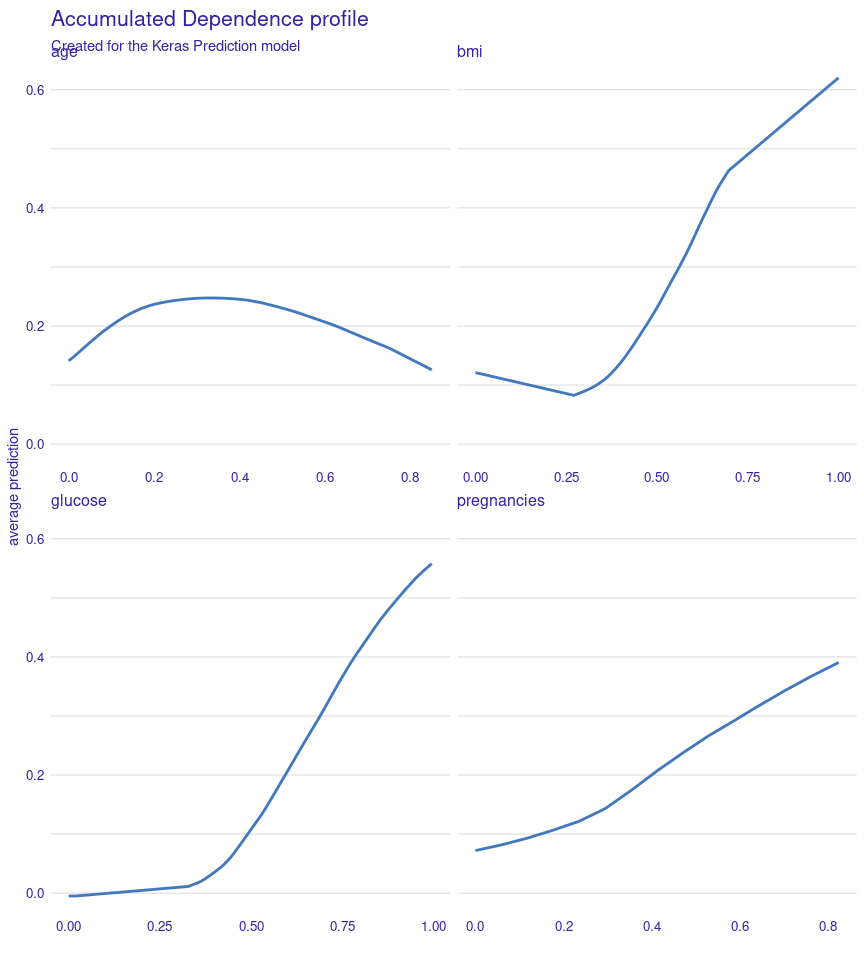 Accumulated Dependence profile
Created for the Keras Prediction model
age
bmi
0.6
0.4
0.2
0.0
0.0 0.2 0.4 0.6 0.8
0.00 0.25 0.50 0.75 1.00
average prediction
glucose
pregnancies
0.6
0.4
0.2
0.0
0.00 0.25 0.50 0.75 1.00
0.0 0.2 0.4 0.6 0.8